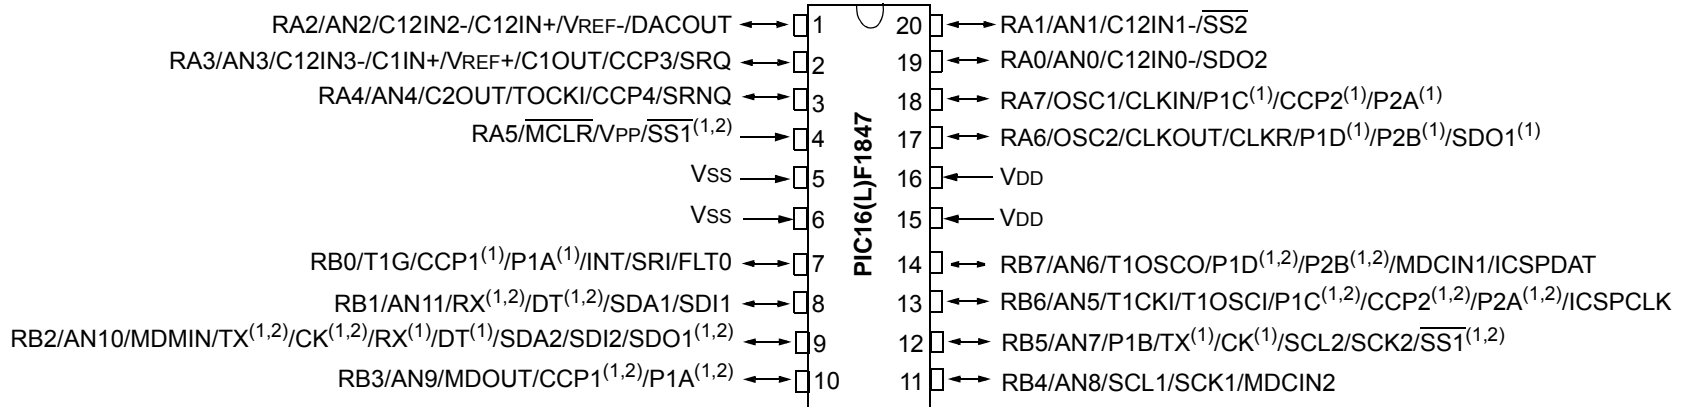 RA2/AN2/C12IN2-/C12IN+/VREF-/DACOUT 1 20 RA1/AN1/C12IN1-/S̅S̅2̅
RA3/AN3/C12IN3-/C1IN+/VREF+/C1OUT/CCP3/SRQ 2 19 RA0/AN0/C12IN0-/SDO2
RA4/AN4/C2OUT/TOCKI/CCP4/SRNQ 3 18 RA7/OSC1/CLKIN/P1C(1)/CCP2(1)/P2A(1)
RA5/M̅C̅L̅R̅/VPP/S̅S̅1̅(1,2) 4 17 RA6/OSC2/CLKOUT/CLKR/P1D(1)/P2B(1)/SDO1(1)
VSS 5 16 VDD
VSS 6 15 VDD
RB0/T1G/CCP1(1)/P1A(1)/INT/SRI/FLT0 7 14 RB7/AN6/T1OSCO/P1D(1,2)/P2B(1,2)/MDCIN1/ICSPDAT
RB1/AN11/RX(1,2)/DT(1,2)/SDA1/SDI1 8 13 RB6/AN5/T1CKI/T1OSCI/P1C(1,2)/CCP2(1,2)/P2A(1,2)/ICSPCLK
RB2/AN10/MDMIN/TX(1,2)/CK(1,2)/RX(1)/DT(1)/SDA2/SDI2/SDO1(1,2) 9 12 RB5/AN7/P1B/TX(1)/CK(1)/SCL2/SCK2/S̅S̅1̅(1,2)
RB3/AN9/MDOUT/CCP1(1,2)/P1A(1,2) 10 11 RB4/AN8/SCL1/SCK1/MDCIN2
PIC16(L)F1847